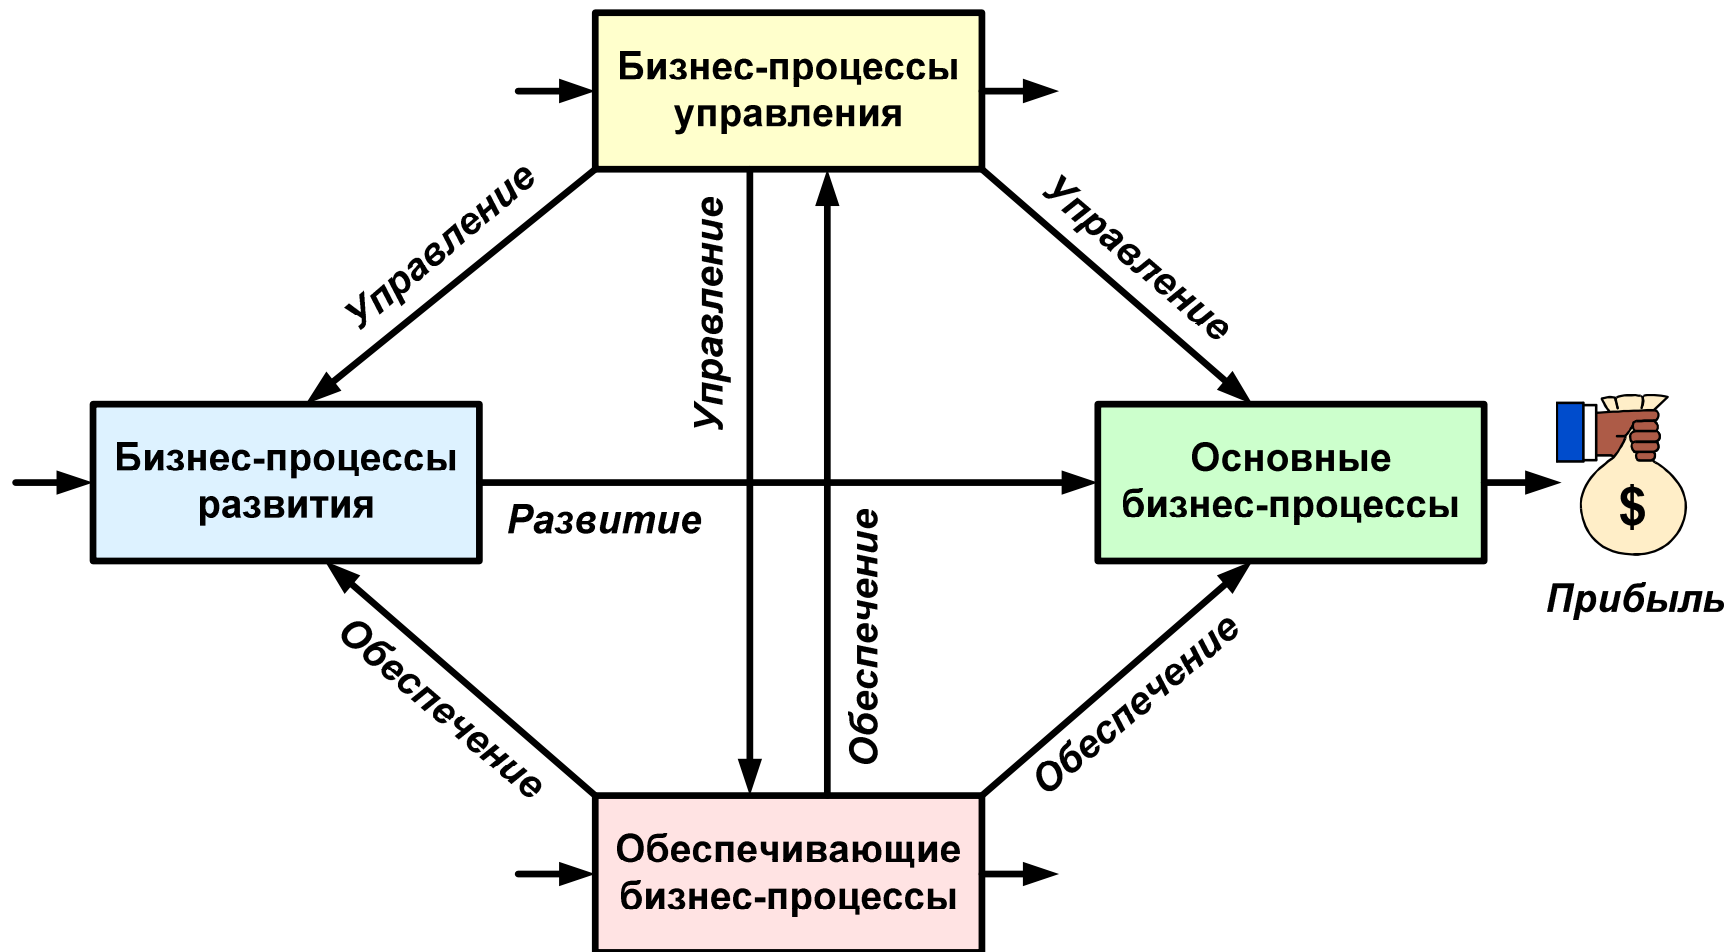 Бизнес-процессы
управления
Управление
Управление
Управление
Бизнес-процессы
развития
Развитие
Основные
бизнес-процессы
$
Прибыль
Обеспечение
Обеспечение
Обеспечение
Обеспечивающие
бизнес-процессы